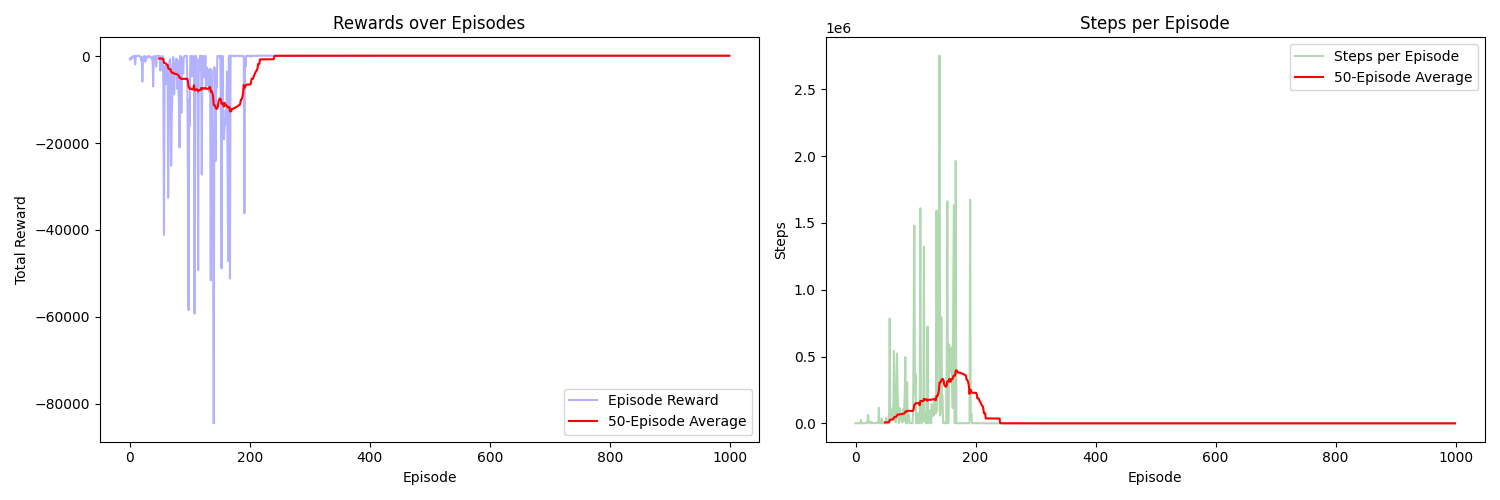 Rewards over Episodes
0
−20000
−40000
−60000
−80000
Total Reward
Episode Reward
50-Episode Average
0
200
400
600
800
1000
Episode
Steps per Episode
1e6
2.5
2.0
1.5
1.0
0.5
0.0
Steps
Steps per Episode
50-Episode Average
0
200
400
600
800
1000
Episode